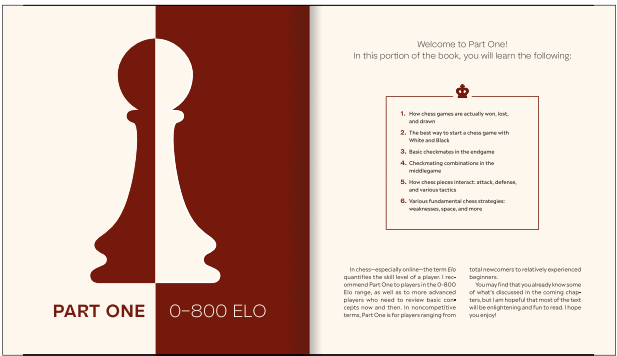 PART ONE
0–800 ELO
Welcome to Part One!
In this portion of the book, you will learn the following:
1. How chess games are actually won, lost,
and drawn
2. The best way to start a chess game with
White and Black
3. Basic checkmates in the endgame
4. Checkmating combinations in the
middlegame
5. How chess pieces interact: attack, defense,
and various tactics
6. Various fundamental chess strategies:
weaknesses, space, and more
In chess—especially online—the term Elo
quantifies the skill level of a player. I rec-
ommend Part One to players in the 0-800
Elo range, as well as to more advanced
players who need to review basic con-
cepts now and then. In noncompetitive
terms, Part One is for players ranging from
total newcomers to relatively experienced
beginners.
You may find that you already know some
of what's discussed in the coming chap-
ters, but I am hopeful that most of the text
will be enlightening and fun to read. I hope
you enjoy!